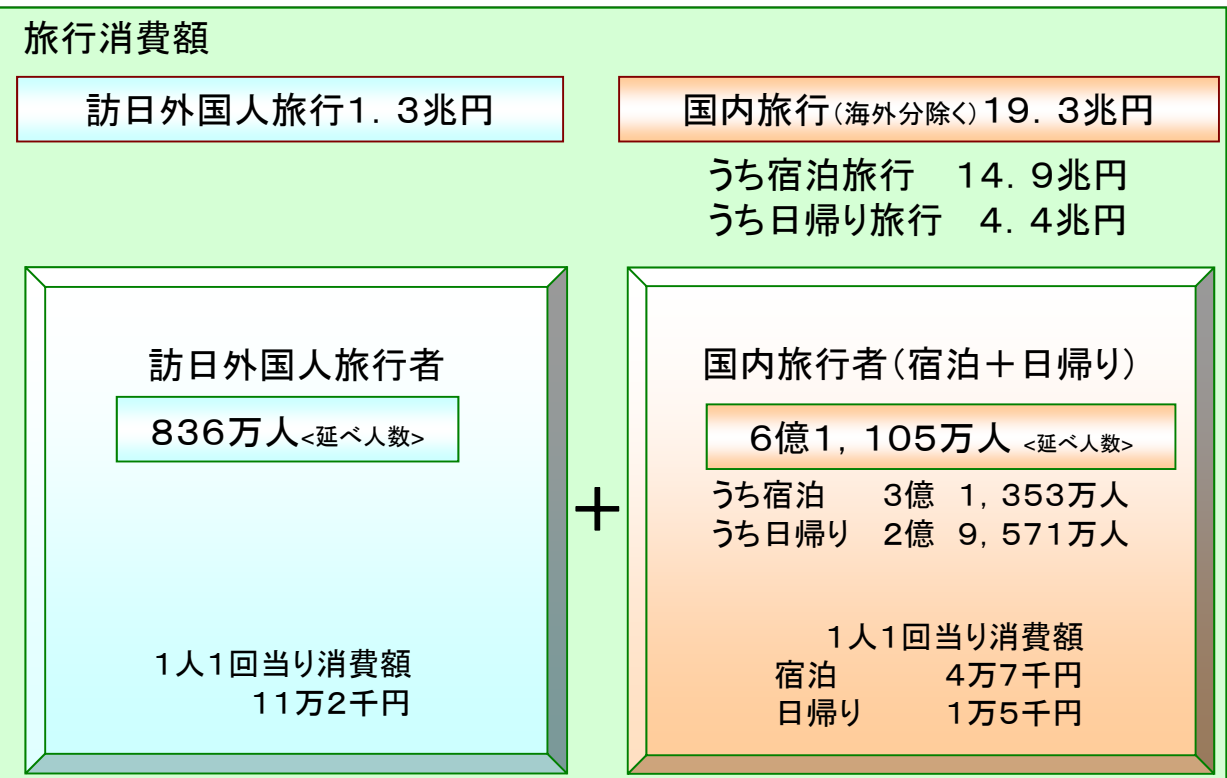 旅行消費額
訪日外国人旅行1．3兆円
国内旅行(海外分除く)19．3兆円
うち宿泊旅行　14．9兆円
うち日帰り旅行　4．4兆円
訪日外国人旅行者
836万人<延べ人数>
1人1回当り消費額
11万2千円
＋
国内旅行者(宿泊＋日帰り)
6億1，105万人 <延べ人数>
うち宿泊　3億 1，353万人
うち日帰り　2億 9，571万人
1人1回当り消費額
宿泊　4万7千円
日帰り　1万5千円